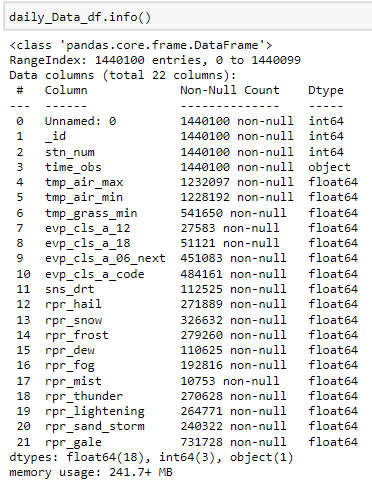 daily_Data_df.info()
<class 'pandas.core.frame.DataFrame'>
RangeIndex: 1440100 entries, 0 to 1440099
Data columns (total 22 columns):
 #   Column           Non-Null Count    Dtype
---  ------           --------------    -----
 0   Unnamed: 0       1440100 non-null  int64
 1   _id              1440100 non-null  int64
 2   stn_num          1440100 non-null  int64
 3   time_obs         1440100 non-null  object
 4   tmp_air_max      1232097 non-null  float64
 5   tmp_air_min      1228192 non-null  float64
 6   tmp_grass_min    541650 non-null   float64
 7   evp_cls_a_12     27583 non-null    float64
 8   evp_cls_a_18     51121 non-null    float64
 9   evp_cls_a_06_next  451083 non-null   float64
 10  evp_cls_a_code   484161 non-null   float64
 11  sns_drt          112525 non-null   float64
 12  rpr_hail         271889 non-null   float64
 13  rpr_snow         326632 non-null   float64
 14  rpr_frost        279260 non-null   float64
 15  rpr_dew          110625 non-null   float64
 16  rpr_fog          192816 non-null   float64
 17  rpr_mist         10753 non-null    float64
 18  rpr_thunder      270628 non-null   float64
 19  rpr_lightening   264771 non-null   float64
 20  rpr_sand_storm   240322 non-null   float64
 21  rpr_gale         731728 non-null   float64
dtypes: float64(18), int64(3), object(1)
memory usage: 241.7+ MB